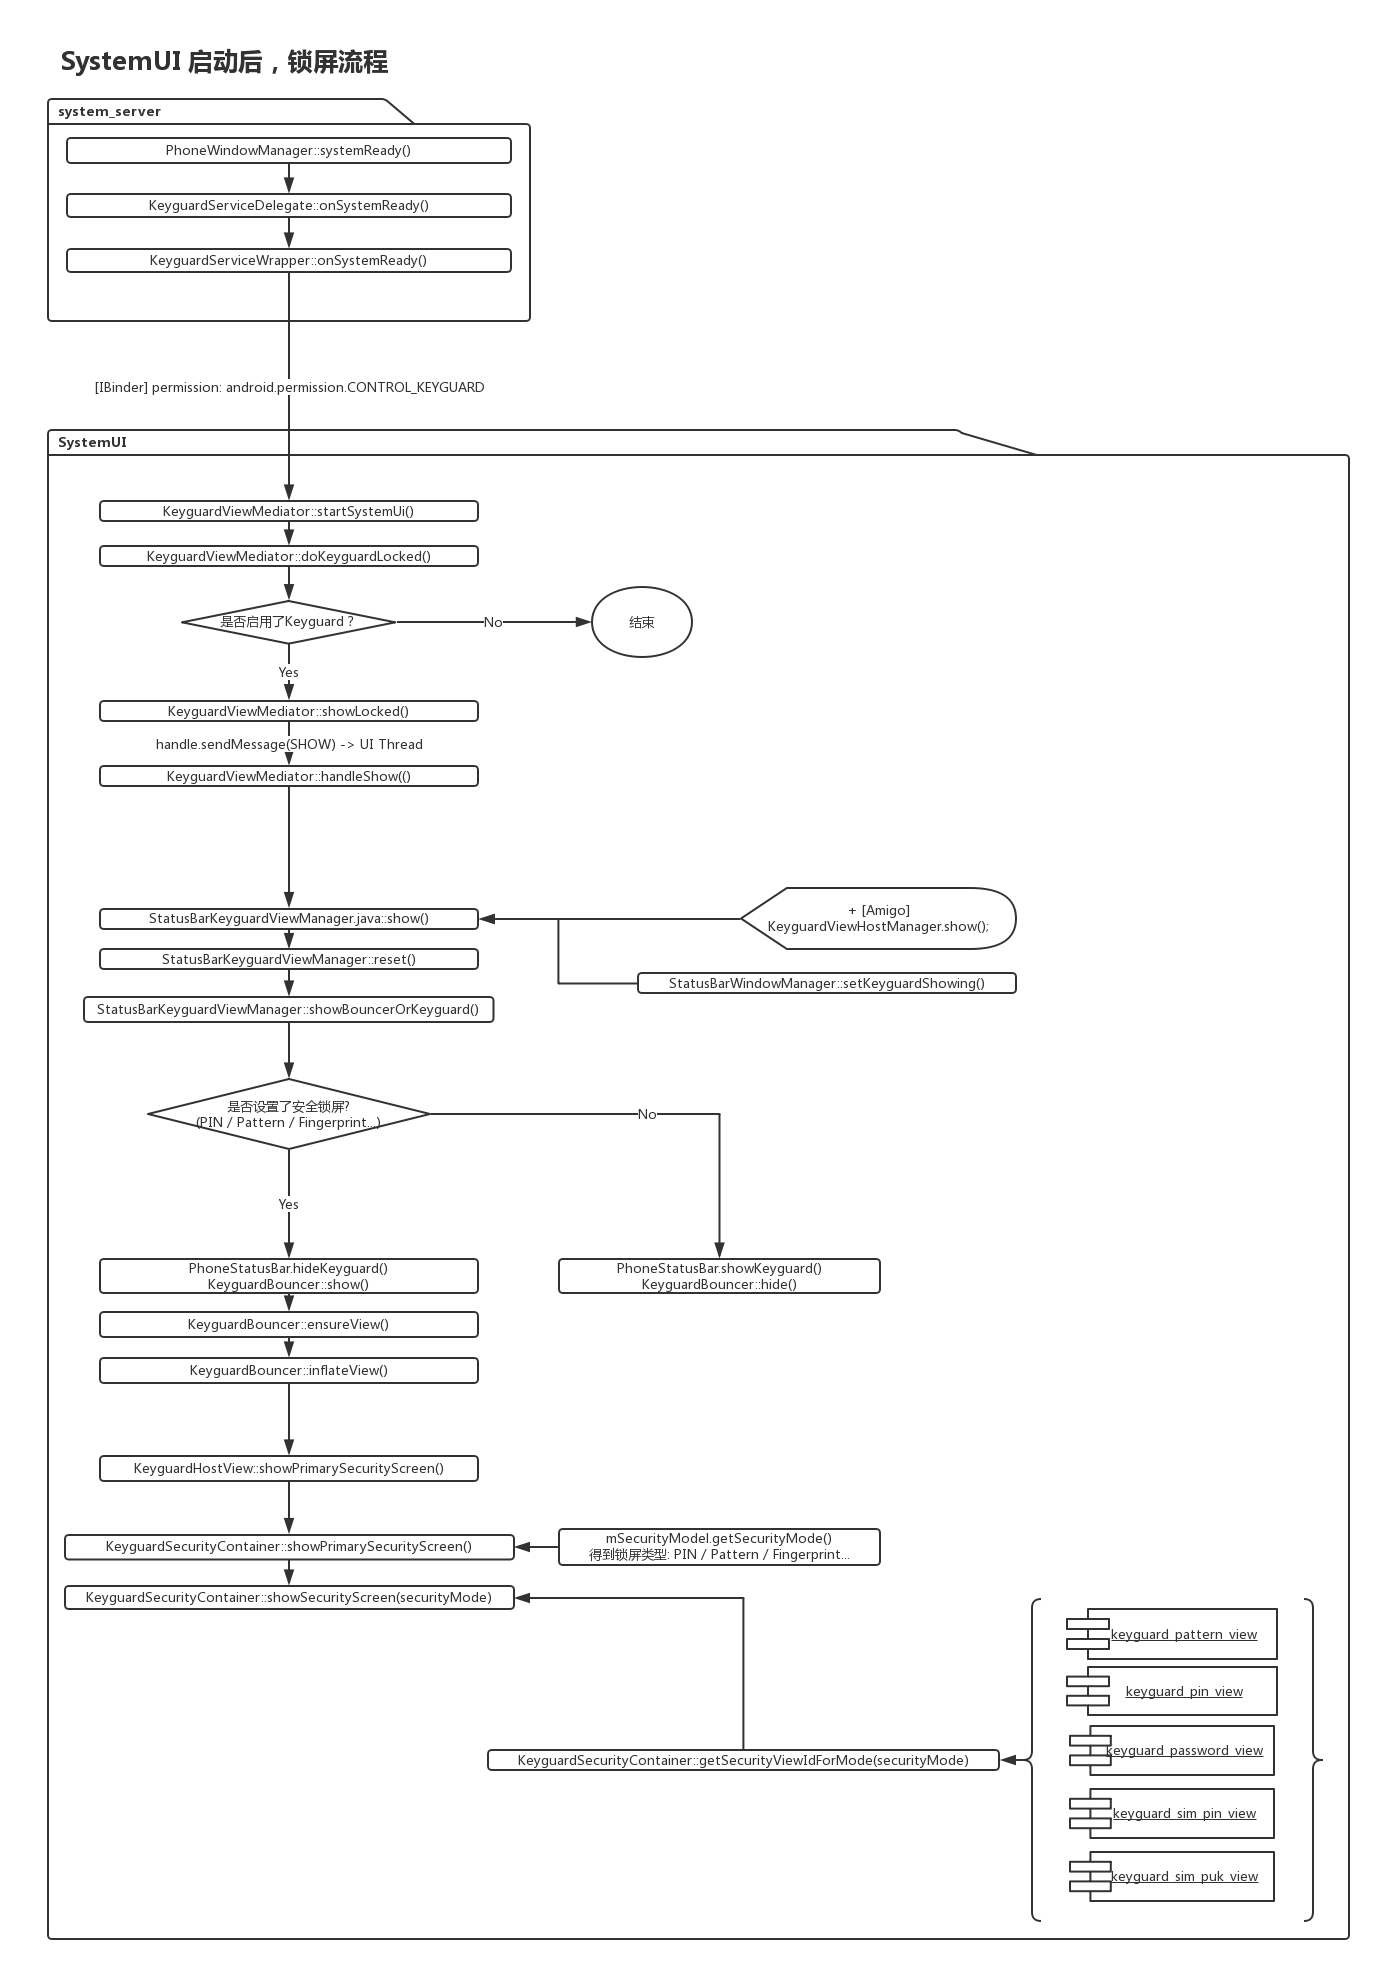 SystemUI 启动后，锁屏流程
system_server
PhoneWindowManager::systemReady()
KeyguardServiceDelegate::onSystemReady()
KeyguardServiceWrapper::onSystemReady()
[IBinder] permission: android.permission.CONTROL_KEYGUARD
SystemUI
KeyguardViewMediator::startSystemUi()
KeyguardViewMediator::doKeyguardLocked()
是否启用了Keyguard ?
No
结束
Yes
KeyguardViewMediator::showLocked()
handle.sendMessage(SHOW) -> UI Thread
KeyguardViewMediator::handleShow(()
+ [Amigo]
KeyguardViewHostManager.show();
StatusBarKeyguardViewManager.java::show()
StatusBarKeyguardViewManager::reset()
StatusBarWindowManager::setKeyguardShowing()
StatusBarKeyguardViewManager::showBouncerOrKeyguard()
是否设置了安全锁屏?
(PIN / Pattern / Fingerprint...)
No
Yes
PhoneStatusBar.hideKeyguard()
KeyguardBouncer::show()
PhoneStatusBar.showKeyguard()
KeyguardBouncer::hide()
KeyguardBouncer::ensureView()
KeyguardBouncer::inflateView()
KeyguardHostView::showPrimarySecurityScreen()
KeyguardSecurityContainer::showPrimarySecurityScreen()
mSecurityModel.getSecurityMode()
得到锁屏类型: PIN / Pattern / Fingerprint...
KeyguardSecurityContainer::showSecurityScreen(securityMode)
keyguard_pattern_view
keyguard_pin_view
keyguard_password_view
KeyguardSecurityContainer::getSecurityViewIdForMode(securityMode)
keyguard_sim_pin_view
keyguard_sim_puk_view